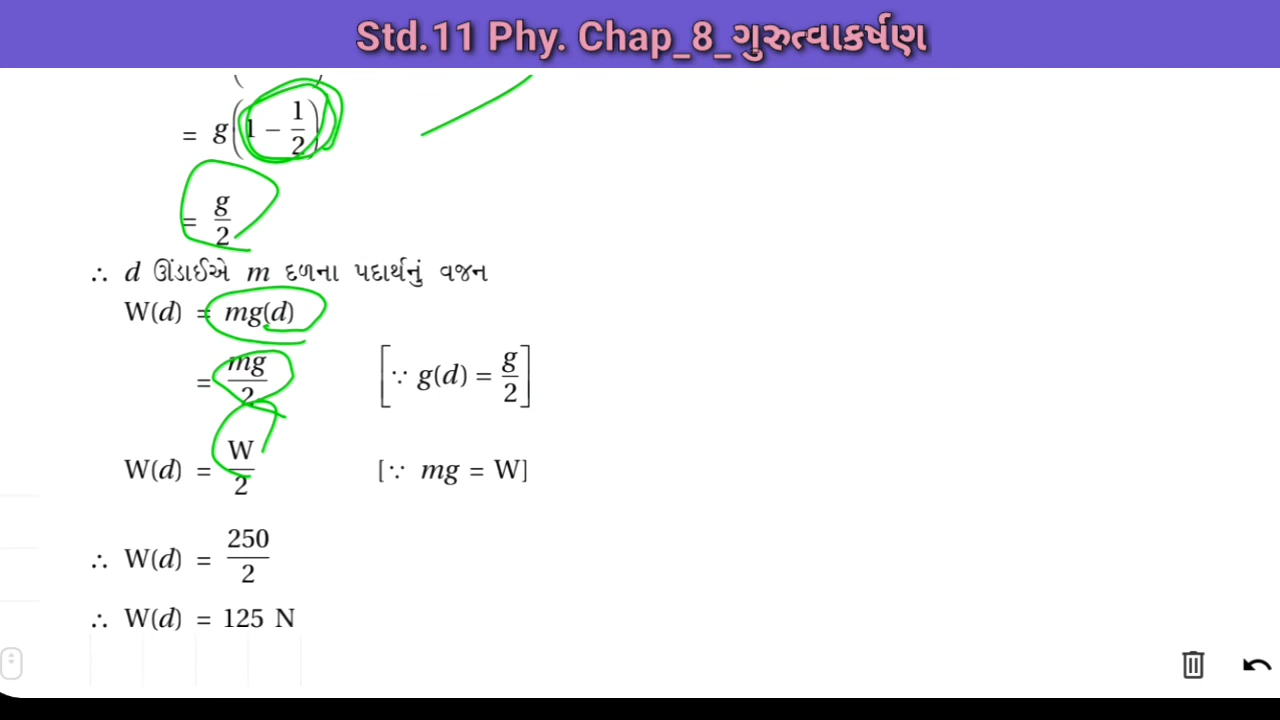 Std.11 Phy. Chap_8_ગુરુત્વાકર્ષણ
= g(1 − 1/2)
= g/2
∴ d ઊંડાઈએ m દળના પદાર્થનું વજન
W(d) = mg(d)
= mg/2 [∵ g(d) = g/2]
W(d) = W/2 [∵ mg = W]
∴ W(d) = 250/2
∴ W(d) = 125 N